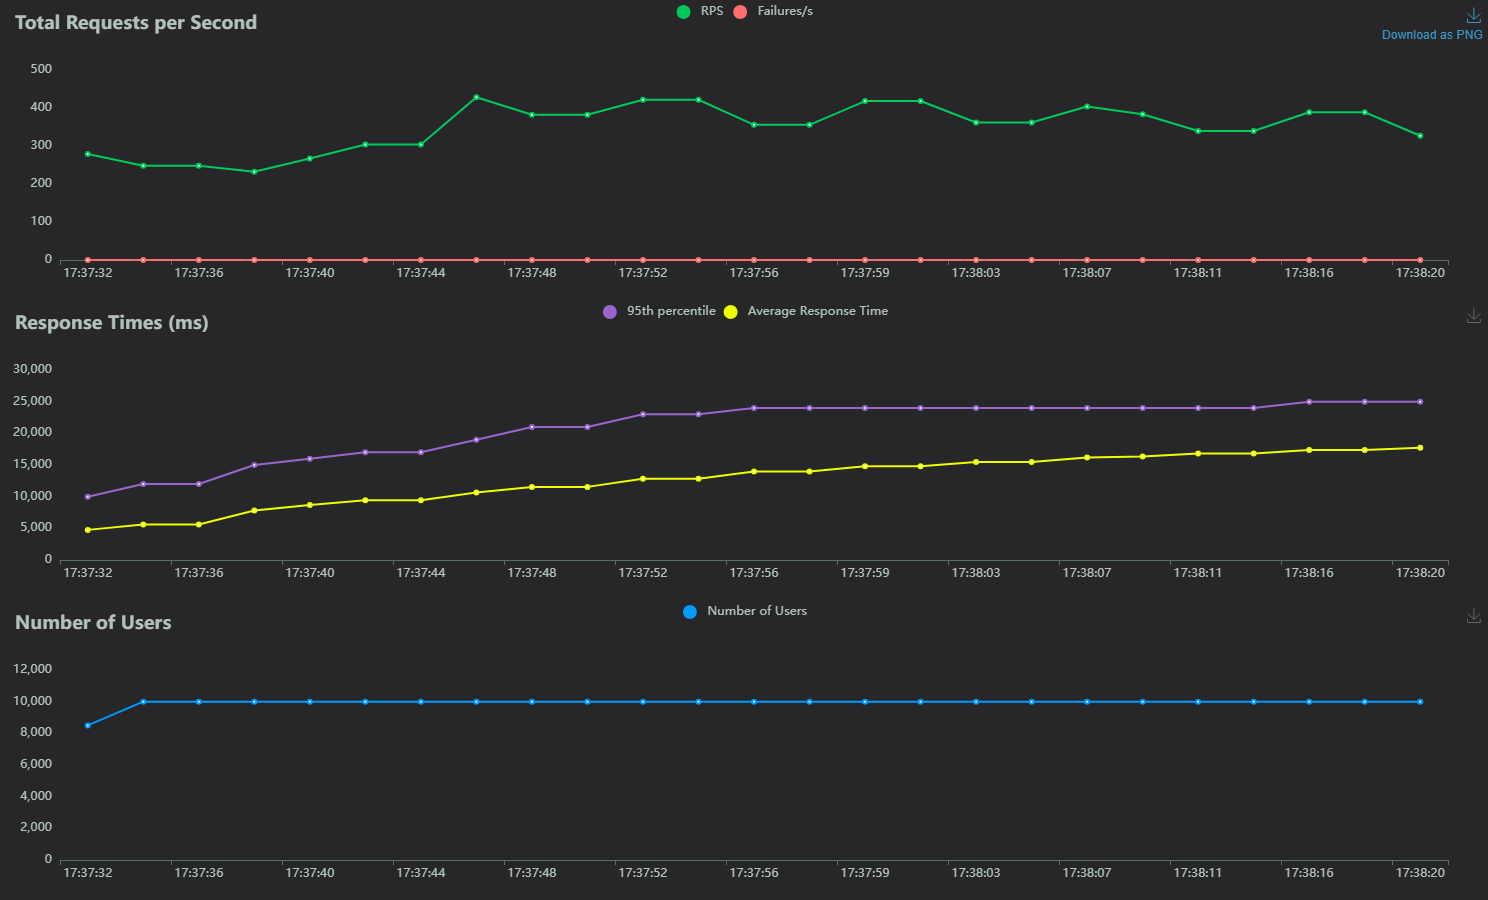 Total Requests per Second
RPS Failures/s
Download as PNG
500
400
300
200
100
0
17:37:32 17:37:36 17:37:40 17:37:44 17:37:48 17:37:52 17:37:56 17:37:59 17:38:03 17:38:07 17:38:11 17:38:16 17:38:20
Response Times (ms)
95th percentile Average Response Time
30,000
25,000
20,000
15,000
10,000
5,000
0
17:37:32 17:37:36 17:37:40 17:37:44 17:37:48 17:37:52 17:37:56 17:37:59 17:38:03 17:38:07 17:38:11 17:38:16 17:38:20
Number of Users
Number of Users
12,000
10,000
8,000
6,000
4,000
2,000
0
17:37:32 17:37:36 17:37:40 17:37:44 17:37:48 17:37:52 17:37:56 17:37:59 17:38:03 17:38:07 17:38:11 17:38:16 17:38:20